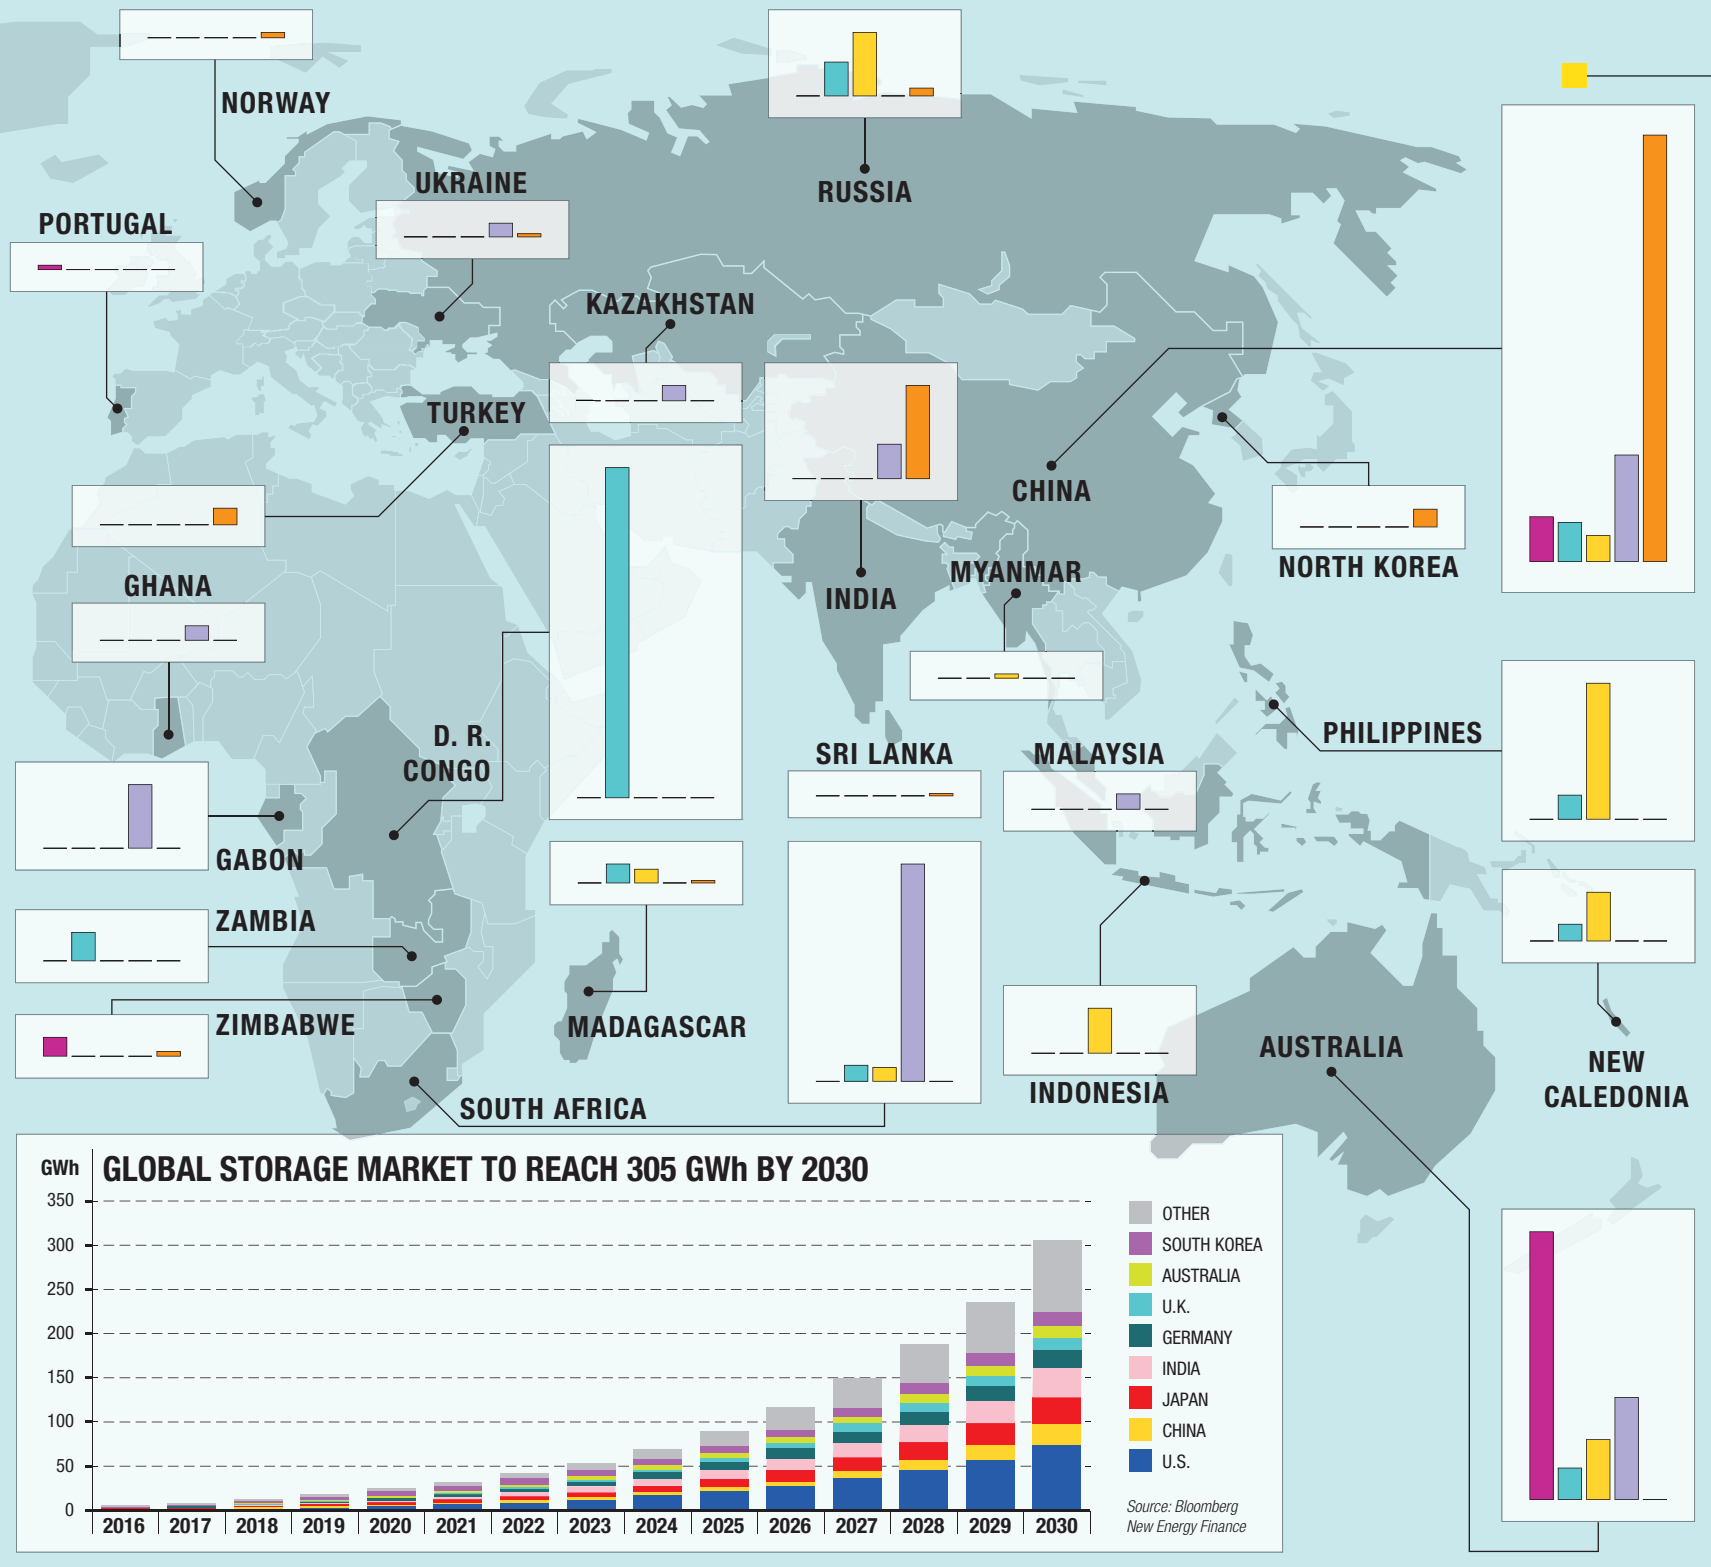 NORWAY
RUSSIA
UKRAINE
PORTUGAL
KAZAKHSTAN
TURKEY
CHINA
NORTH KOREA
GHANA
INDIA
MYANMAR
D. R.
CONGO
PHILIPPINES
SRI LANKA
MALAYSIA
GABON
ZAMBIA
ZIMBABWE
MADAGASCAR
AUSTRALIA
NEW
CALEDONIA
INDONESIA
SOUTH AFRICA
GWh
GLOBAL STORAGE MARKET TO REACH 305 GWh BY 2030
350
300
250
200
150
100
50
0
2016 2017 2018 2019 2020 2021 2022 2023 2024 2025 2026 2027 2028 2029 2030
OTHER
SOUTH KOREA
AUSTRALIA
U.K.
GERMANY
INDIA
JAPAN
CHINA
U.S.
Source: Bloomberg
New Energy Finance